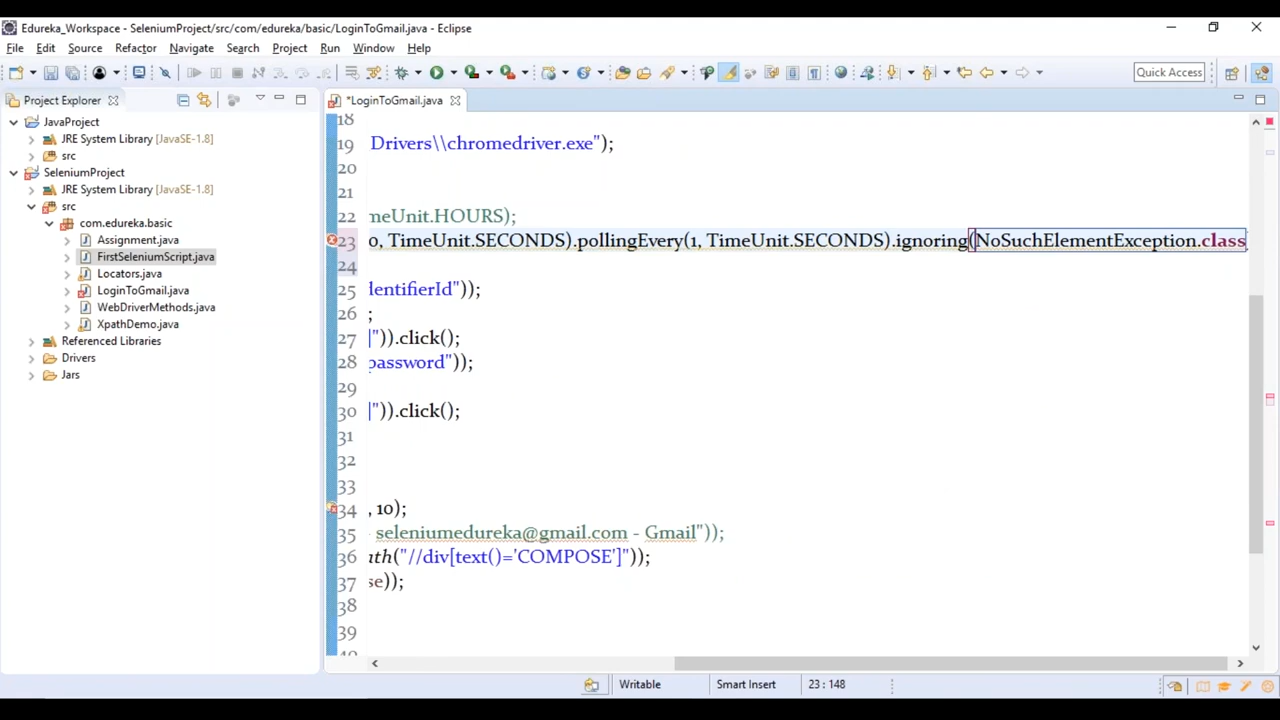 Edureka_Workspace - SeleniumProject/src/com/edureka/basic/LoginToGmail.java - Eclipse
File Edit Source Refactor Navigate Search Project Run Window Help
Quick Access
Project Explorer
*LoginToGmail.java
JavaProject
JRE System Library [JavaSE-1.8]
src
SeleniumProject
JRE System Library [JavaSE-1.8]
src
com.edureka.basic
Assignment.java
FirstSeleniumScript.java
Locators.java
LoginToGmail.java
WebDriverMethods.java
XpathDemo.java
Referenced Libraries
Drivers
Jars
18
19 Drivers\\chromedriver.exe");
20
21
22 meUnit.HOURS);
23 0, TimeUnit.SECONDS).pollingEvery(1, TimeUnit.SECONDS).ignoring(NoSuchElementException.class
24
25 dentifierId"));
26 ;
27 ]")).click();
28 password"));
29
30 ]")).click();
31
32
33
34 , 10);
35 - seleniumedureka@gmail.com - Gmail"));
36 ath("//div[text()='COMPOSE']"));
37 se));
38
39
Writable Smart Insert 23 : 148